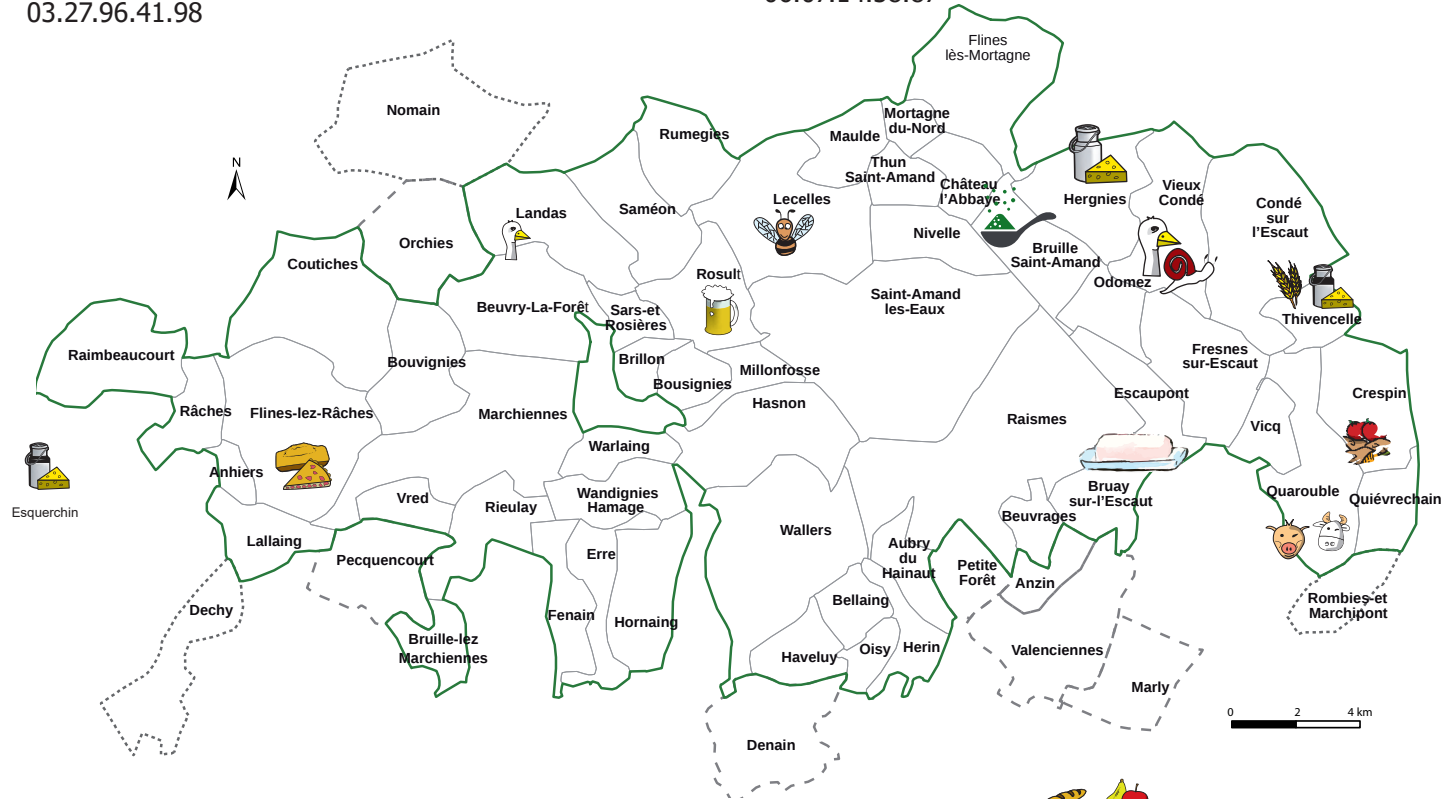 03.27.96.41.98
Flines
lès-Mortagne
Nomain
Mortagne
du-Nord
Rumegies
Maulde
N
Thun
Saint-Amand
Château
l'Abbaye
Hergnies
Vieux
Condé
Condé
sur
l'Escaut
Landas
Saméon
Lecelles
Nivelle
Orchies
Bruille
Saint-Amand
Coutiches
Rosult
Odomez
Beuvry-La-Forêt
Sars-et
Rosières
Saint-Amand
les-Eaux
Thivencelle
Raimbeaucourt
Bouvignies
Brillon
Bousignies
Millonfosse
Fresnes
sur-Escaut
Râches
Flines-lez-Râches
Marchiennes
Hasnon
Raismes
Escaupont
Crespin
Vicq
Warlaing
Anhiers
Esquerchin
Vred
Rieulay
Wandignies
Hamage
Wallers
Beuvrages
Bruay
sur-l'Escaut
Quarouble
Quiévrechain
Lallaing
Pecquencourt
Erre
Aubry
du
Hainaut
Petite
Forêt
Anzin
Dechy
Bruille-lez
Marchiennes
Fenain
Hornaing
Bellaing
Rombies-et
Marchipont
Haveluy
Oisy
Herin
Valenciennes
Marly
Denain
0 2 4 km